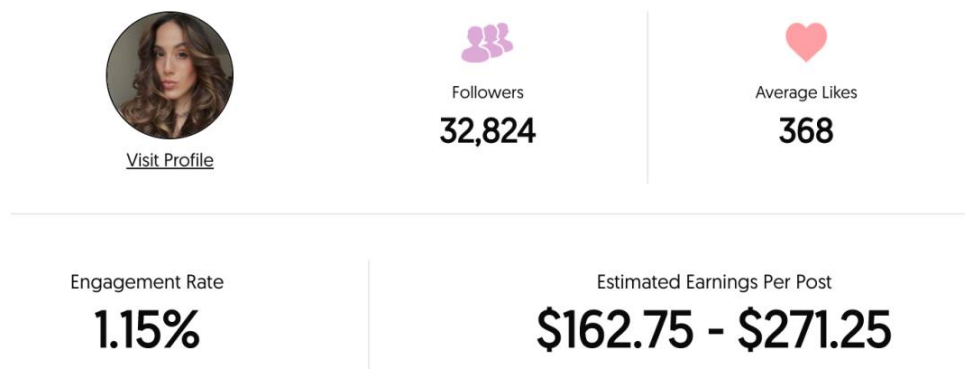 Visit Profile
Followers
32,824
Average Likes
368
Engagement Rate
1.15%
Estimated Earnings Per Post
$162.75 - $271.25